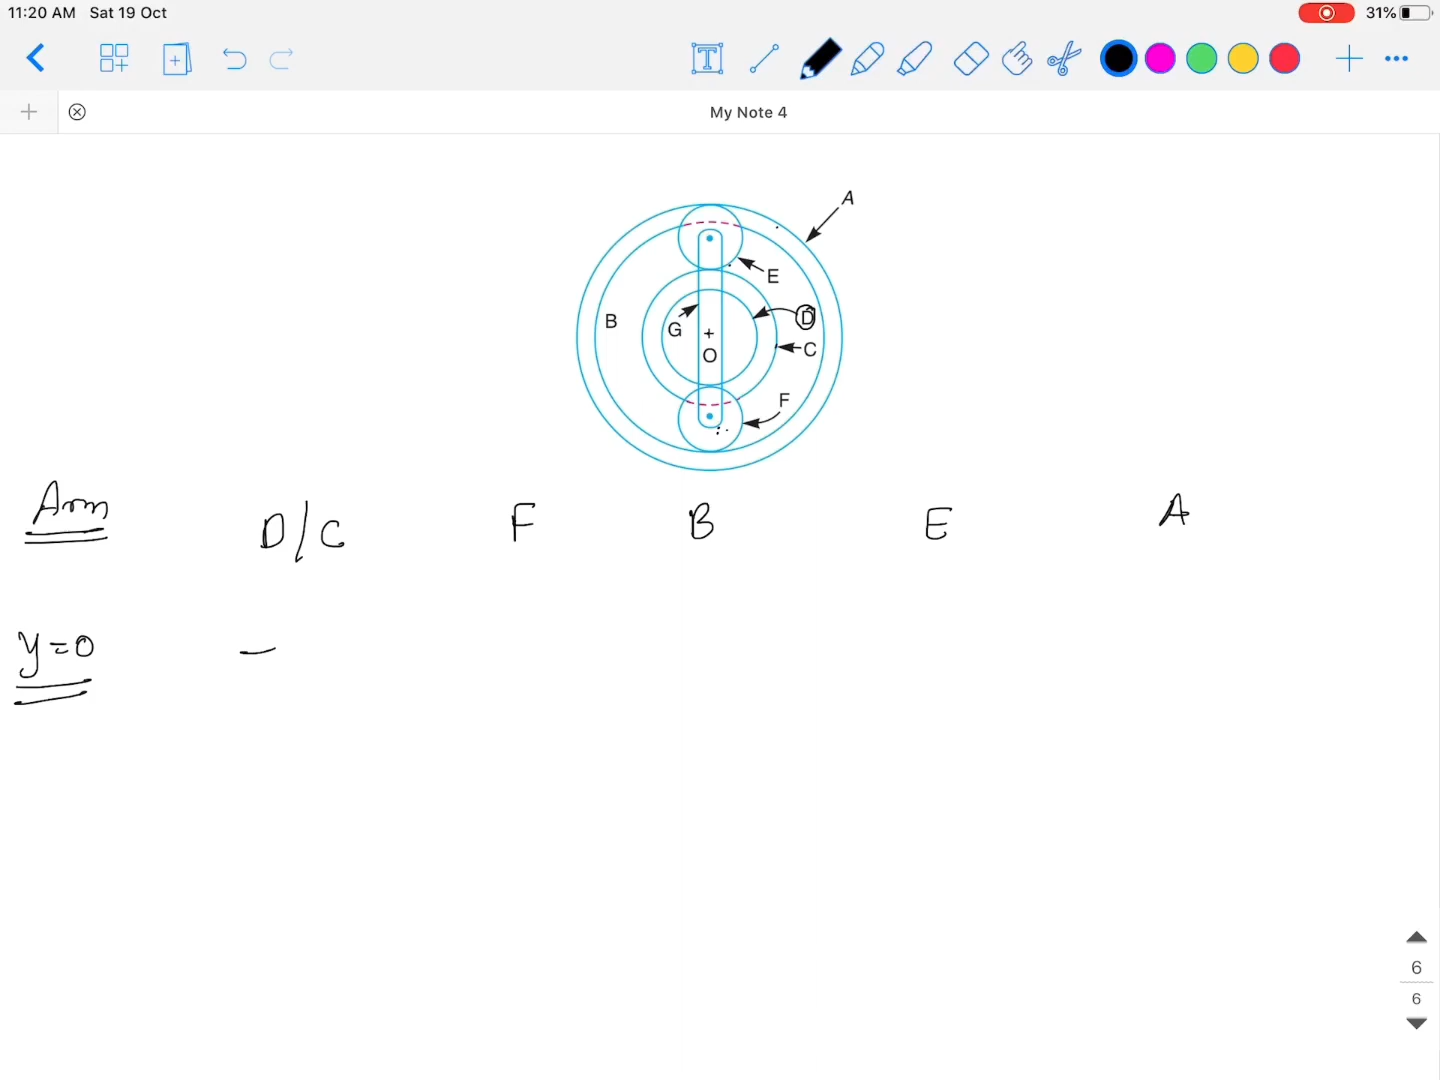 11:20 AM Sat 19 Oct
31%
T
My Note 4
A
E
B
G
D
O
C
F
Arm D/C F B E A
y=0 –
6
6